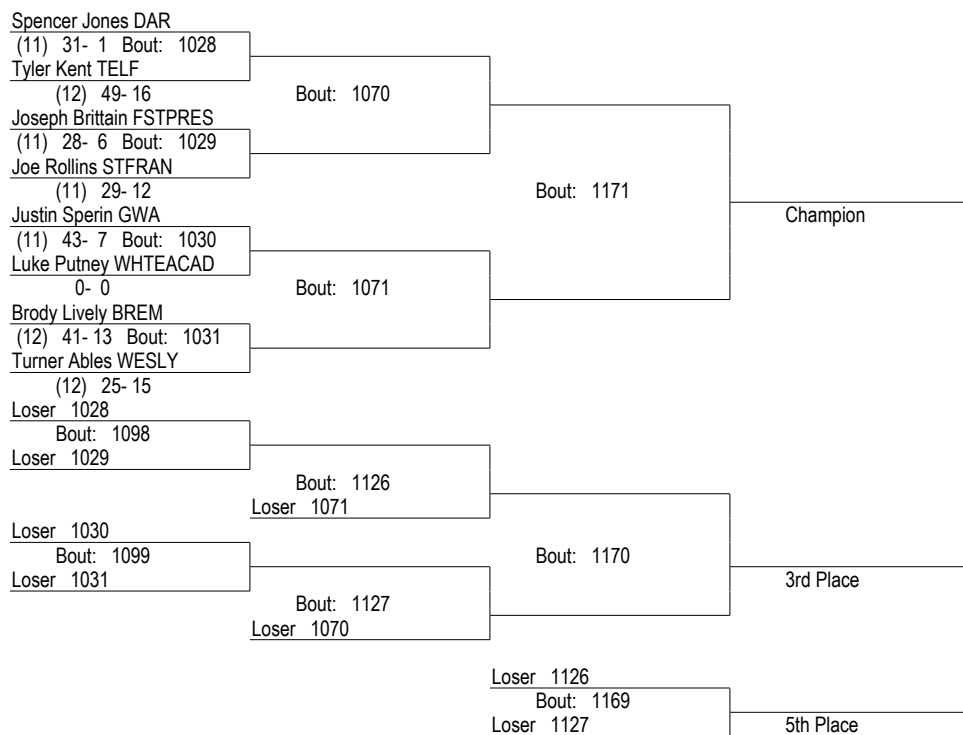 Spencer Jones DAR
(11) 31- 1 Bout: 1028
Tyler Kent TELF
(12) 49- 16
Bout: 1070
Joseph Brittain FSTPRES
(11) 28- 6 Bout: 1029
Joe Rollins STFRAN
(11) 29- 12
Bout: 1171
Champion
Justin Sperin GWA
(11) 43- 7 Bout: 1030
Luke Putney WHTEACAD
0- 0
Bout: 1071
Brody Lively BREM
(12) 41- 13 Bout: 1031
Turner Ables WESLY
(12) 25- 15
Loser 1028
Bout: 1098
Loser 1029
Bout: 1126
Loser 1071
Loser 1030
Bout: 1099
Loser 1031
Bout: 1170
3rd Place
Bout: 1127
Loser 1070
Loser 1126
Bout: 1169
Loser 1127
5th Place